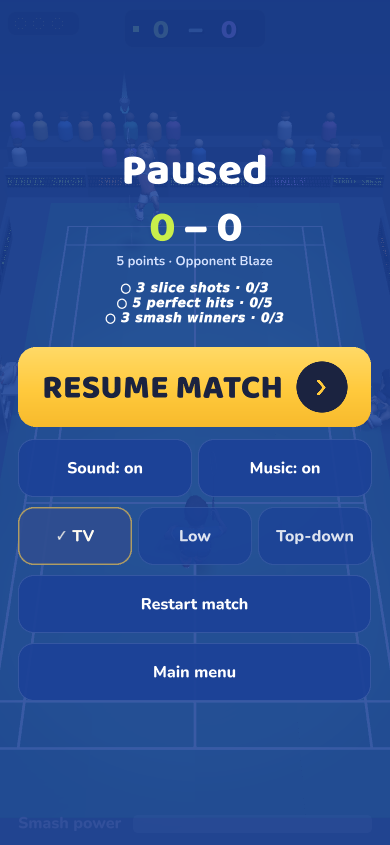 0 – 0
Paused
0 – 0
5 points · Opponent Blaze
○ 3 slice shots · 0/3
○ 5 perfect hits · 0/5
○ 3 smash winners · 0/3
RESUME MATCH ›
Sound: on
Music: on
✓ TV
Low
Top-down
Restart match
Main menu
Smash power